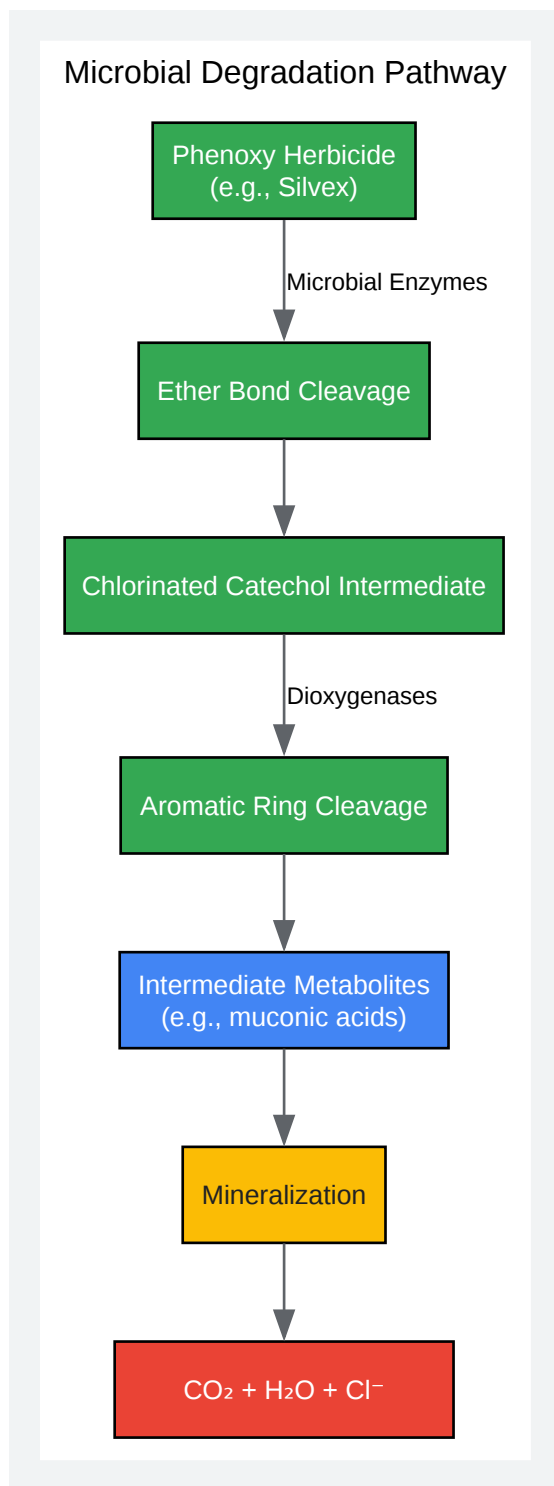 Microbial Degradation Pathway
Phenoxy Herbicide
(e.g., Silvex)
Microbial Enzymes
Ether Bond Cleavage
Chlorinated Catechol Intermediate
Dioxygenases
Aromatic Ring Cleavage
Intermediate Metabolites
(e.g., muconic acids)
Mineralization
CO₂ + H₂O + Cl⁻